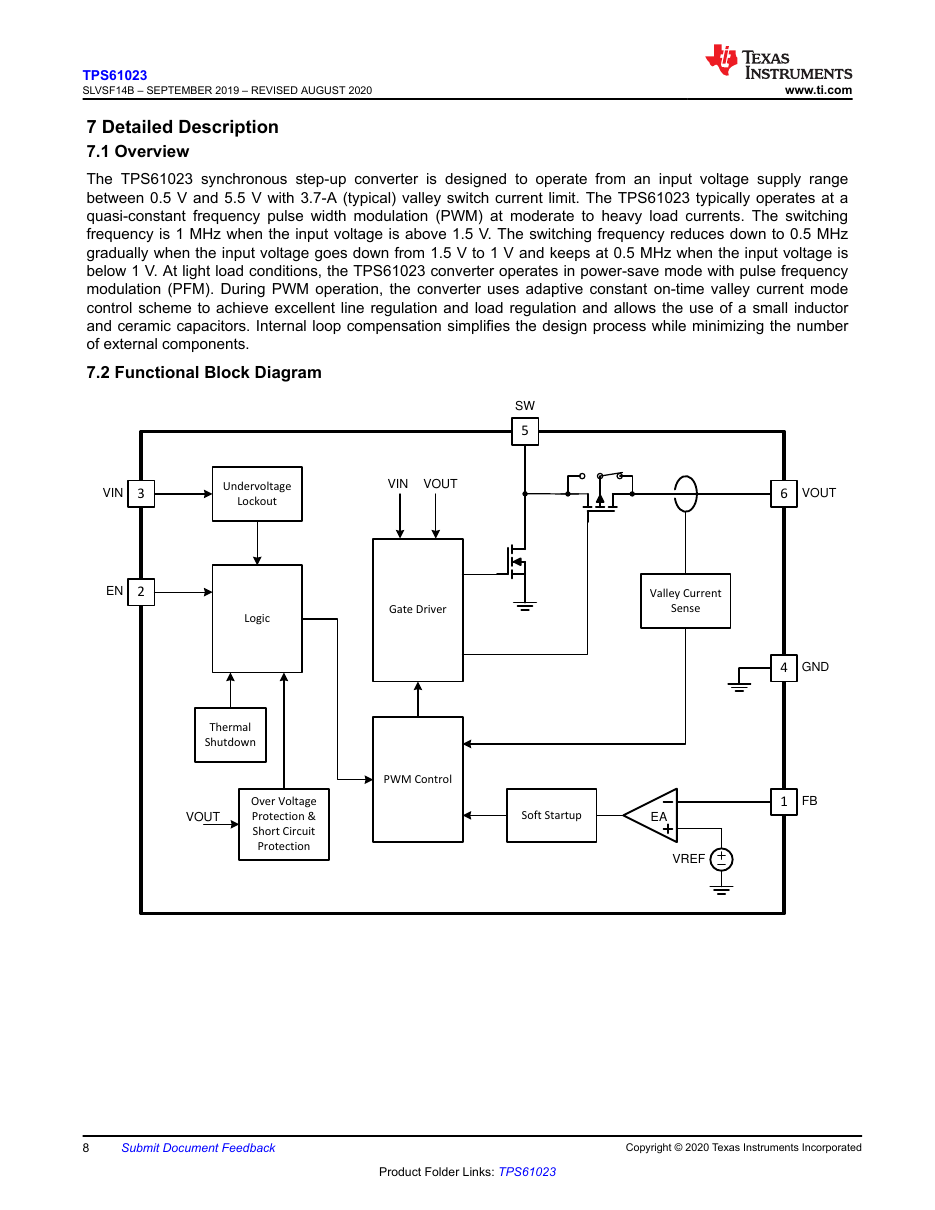 TEXAS
INSTRUMENTS
TPS61023
SLVSF14B – SEPTEMBER 2019 – REVISED AUGUST 2020
www.ti.com
7 Detailed Description
7.1 Overview
The TPS61023 synchronous step-up converter is designed to operate from an input voltage supply range
between 0.5 V and 5.5 V with 3.7-A (typical) valley switch current limit. The TPS61023 typically operates at a
quasi-constant frequency pulse width modulation (PWM) at moderate to heavy load currents. The switching
frequency is 1 MHz when the input voltage is above 1.5 V. The switching frequency reduces down to 0.5 MHz
gradually when the input voltage goes down from 1.5 V to 1 V and keeps at 0.5 MHz when the input voltage is
below 1 V. At light load conditions, the TPS61023 converter operates in power-save mode with pulse frequency
modulation (PFM). During PWM operation, the converter uses adaptive constant on-time valley current mode
control scheme to achieve excellent line regulation and load regulation and allows the use of a small inductor
and ceramic capacitors. Internal loop compensation simplifies the design process while minimizing the number
of external components.
7.2 Functional Block Diagram
SW
5
VIN
3
Undervoltage
Lockout
VIN
VOUT
6
VOUT
EN
2
Logic
Gate Driver
Valley Current
Sense
4
GND
Thermal
Shutdown
PWM Control
VOUT
Over Voltage
Protection &
Short Circuit
Protection
Soft Startup
EA
–
+
1
FB
VREF
+
–
8
Submit Document Feedback
Copyright © 2020 Texas Instruments Incorporated
Product Folder Links: TPS61023